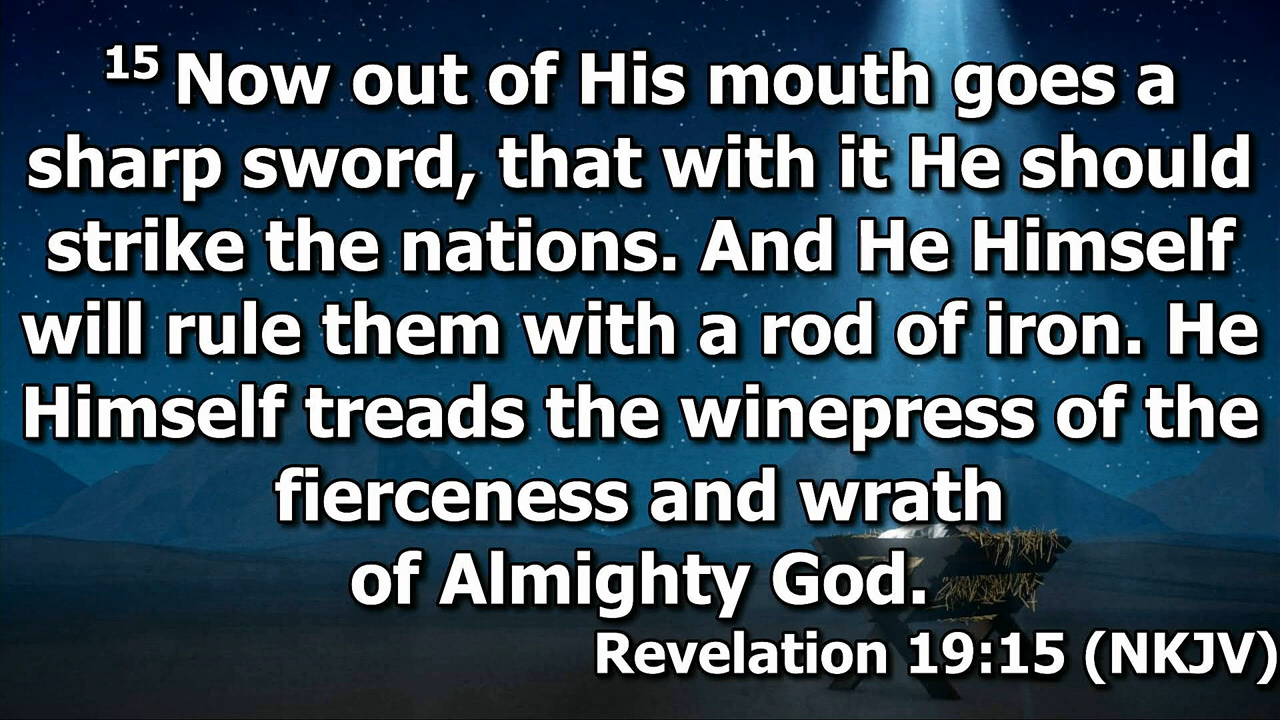 15 Now out of His mouth goes a
sharp sword, that with it He should
strike the nations. And He Himself
will rule them with a rod of iron. He
Himself treads the winepress of the
fierceness and wrath
of Almighty God.
Revelation 19:15 (NKJV)